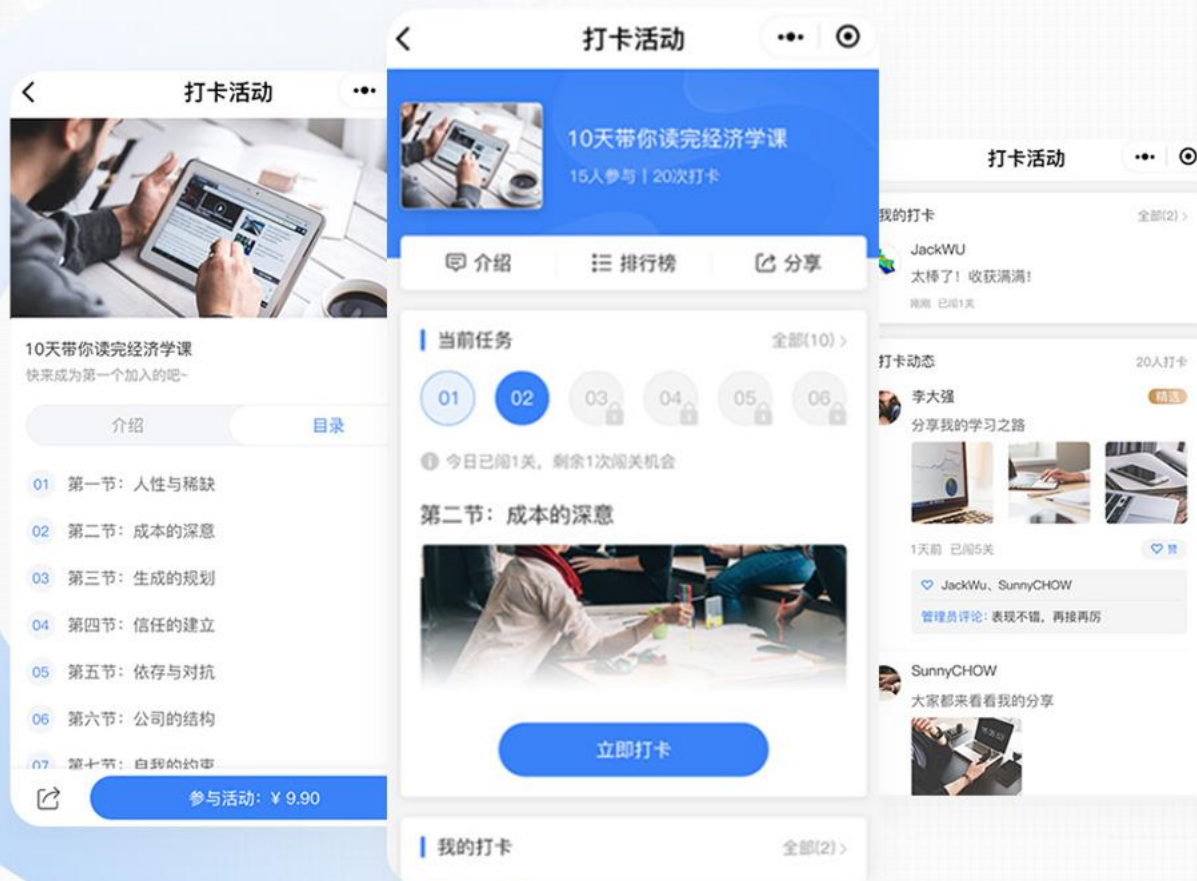 打卡活动
10天带你读完经济学课
快来成为第一个加入的吧~
介绍
目录
01 第一节：人性与稀缺
02 第二节：成本的深意
03 第三节：生成的规划
04 第四节：信任的建立
05 第五节：依存与对抗
06 第六节：公司的结构
07 第七节：自我的约束
参与活动：¥ 9.90
打卡活动
10天带你读完经济学课
15人参与 | 20次打卡
介绍
排行榜
分享
当前任务
全部(10) >
01 02 03 04 05 06
今日已闯1关，剩余1次闯关机会
第二节：成本的深意
立即打卡
我的打卡
全部(2) >
打卡活动
我的打卡
全部(2) >
JackWU
太棒了！收获满满！
刚刚 已闯1关
打卡动态
20人打卡
李大强
精选
分享我的学习之路
1天前 已闯5关
赞
JackWu、SunnyCHOW
管理员评论：表现不错，再接再厉
SunnyCHOW
大家都来看看我的分享